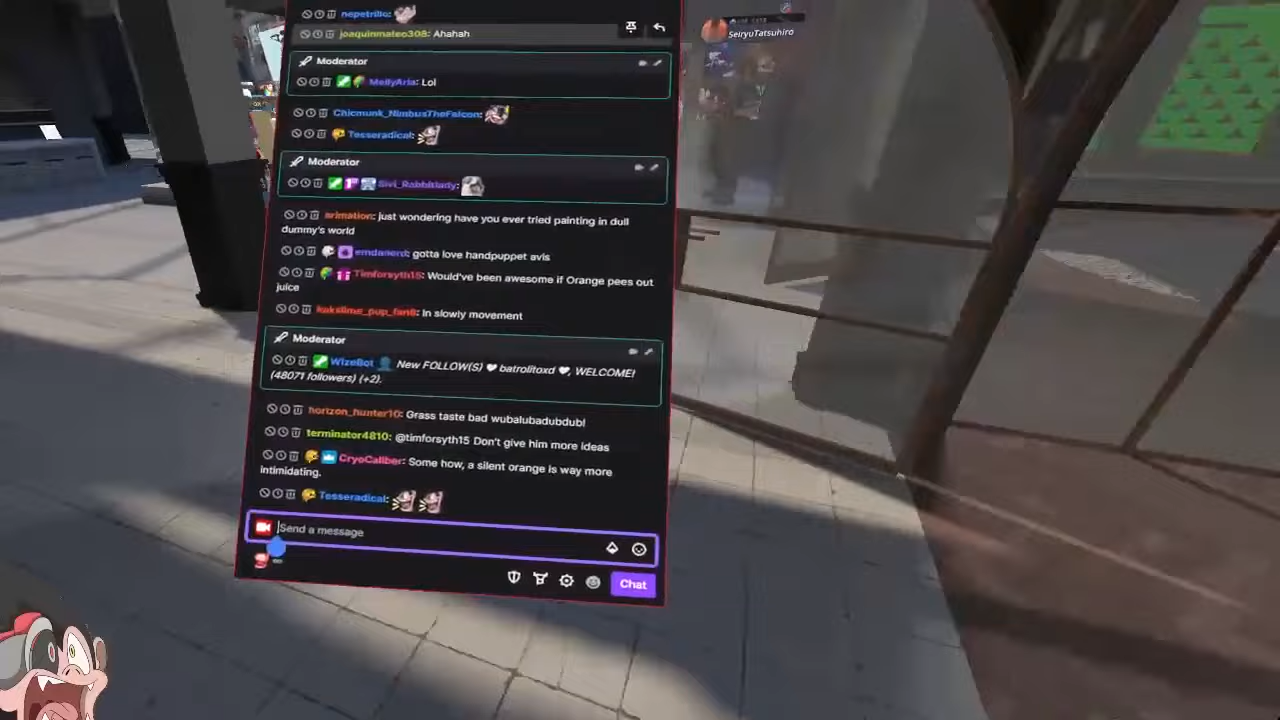 nepetrillo:
joaquinmateo308: Ahahah
SeiryuTatsuhiro
Moderator
MellyAria: Lol
Chicmunk_NimbusTheFalcon:
Tesseradical:
Moderator
Sivi_Rabbitlady:
arimation: just wondering have you ever tried painting in dull
dummy's world
emdanerd: gotta love handpuppet avis
Timforsyth15: Would've been awesome if Orange pees out
juice
kakslime_pup_fan8: In slowly movement
Moderator
WizeBot New FOLLOW(S) batrolitoxd , WELCOME!
(48071 followers) (+2).
horizon_hunter10: Grass taste bad wubalubadubdub!
terminator4810: @timforsyth15 Don't give him more ideas
CryoCaliber: Some how, a silent orange is way more
intimidating.
Tesseradical:
Send a message
Chat